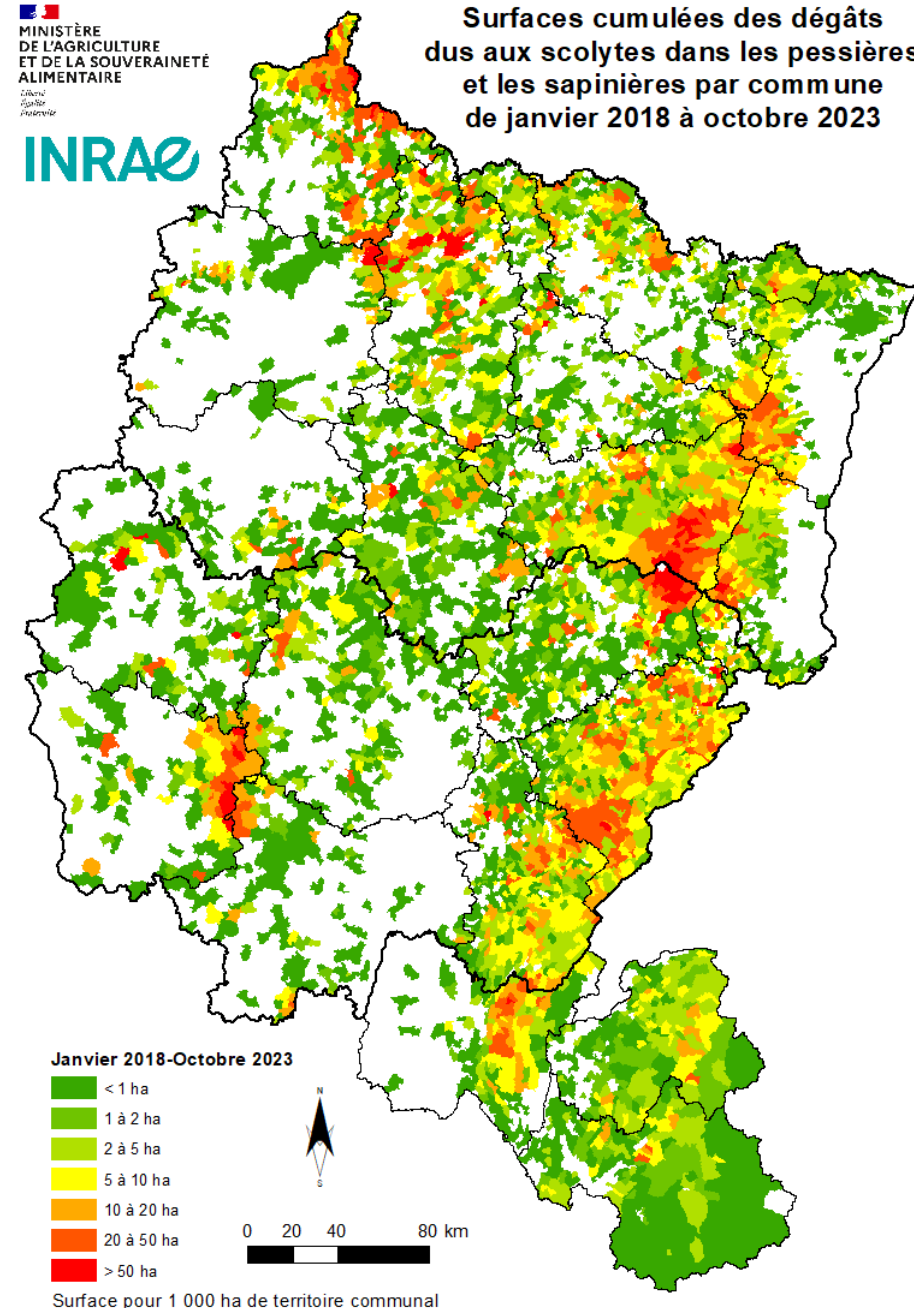 MINISTÈRE
DE L'AGRICULTURE
ET DE LA SOUVERAINETÉ
ALIMENTAIRE
Liberté
Égalité
Fraternité
INRAE
Surfaces cumulées des dégâts
dus aux scolytes dans les pessières
et les sapinières par commune
de janvier 2018 à octobre 2023
Janvier 2018-Octobre 2023
< 1 ha
1 à 2 ha
2 à 5 ha
5 à 10 ha
10 à 20 ha
20 à 50 ha
> 50 ha
N
S
0 20 40 80 km
Surface pour 1 000 ha de territoire communal